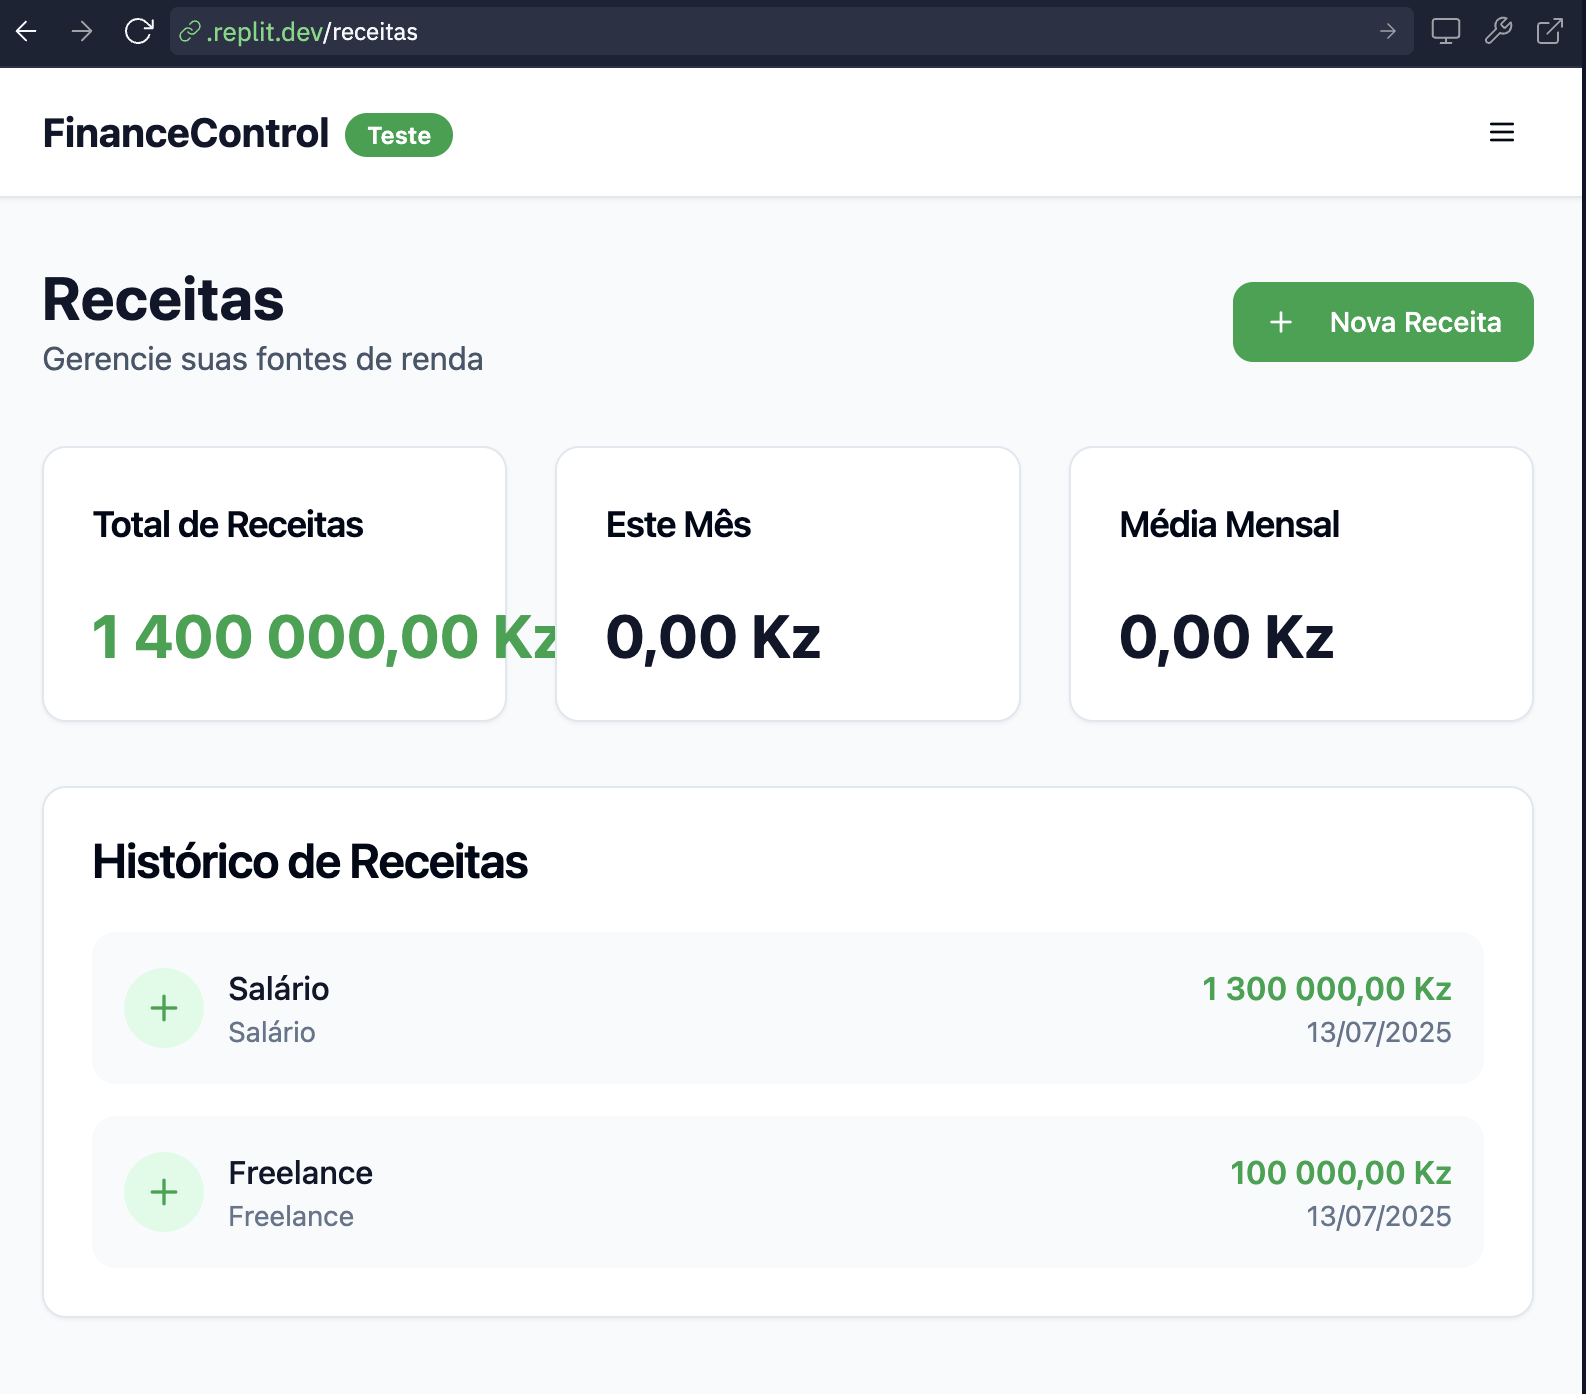 .replit.dev/receitas
FinanceControl Teste
Receitas
Gerencie suas fontes de renda
+ Nova Receita
Total de Receitas
1 400 000,00 Kz
Este Mês
0,00 Kz
Média Mensal
0,00 Kz
Histórico de Receitas
Salário
Salário
1 300 000,00 Kz
13/07/2025
Freelance
Freelance
100 000,00 Kz
13/07/2025